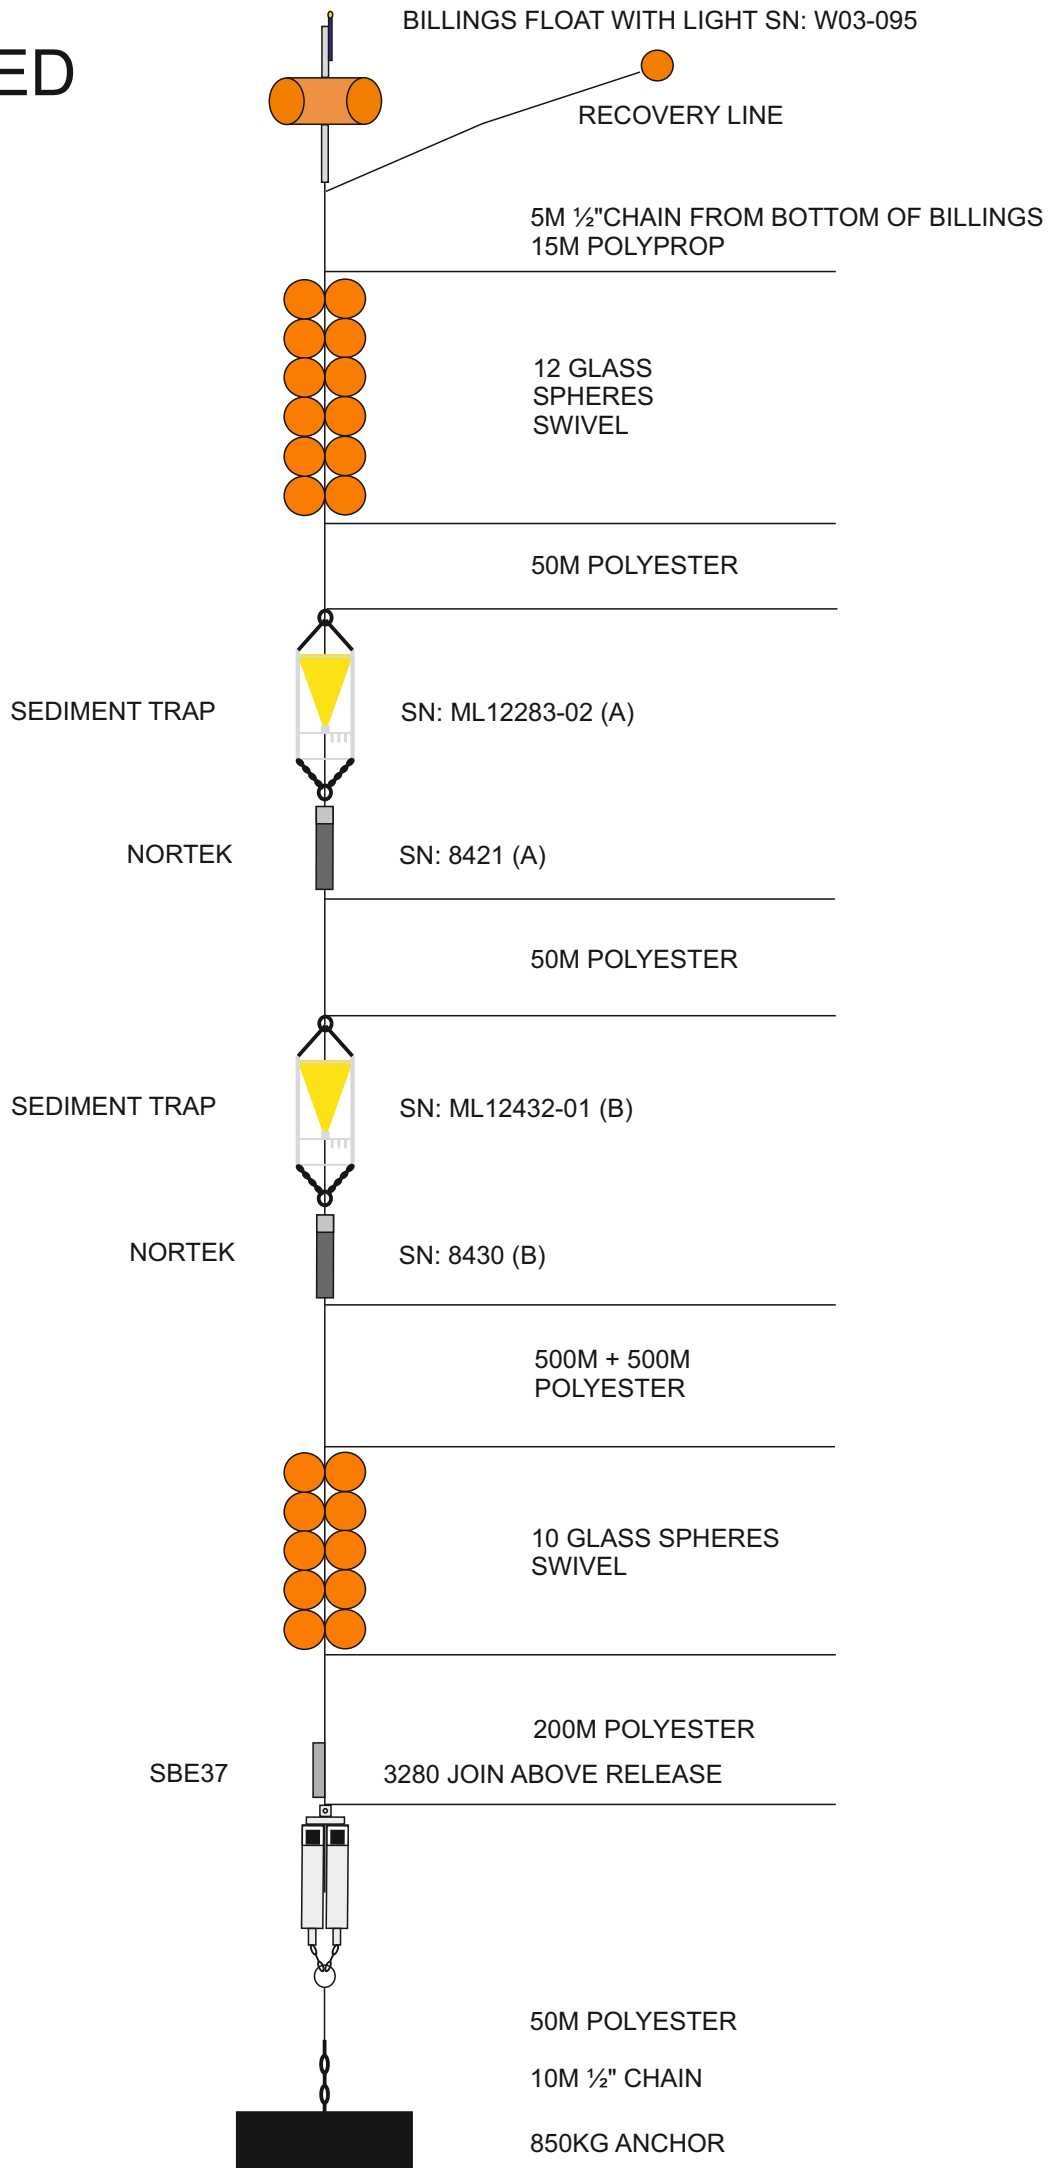 BILLINGS FLOAT WITH LIGHT SN: W03-095
ED
RECOVERY LINE
5M ½"CHAIN FROM BOTTOM OF BILLINGS
15M POLYPROP
12 GLASS
SPHERES
SWIVEL
50M POLYESTER
SEDIMENT TRAP
SN: ML12283-02 (A)
NORTEK
SN: 8421 (A)
50M POLYESTER
SEDIMENT TRAP
SN: ML12432-01 (B)
NORTEK
SN: 8430 (B)
500M + 500M
POLYESTER
10 GLASS SPHERES
SWIVEL
200M POLYESTER
SBE37
3280 JOIN ABOVE RELEASE
50M POLYESTER
10M ½" CHAIN
850KG ANCHOR